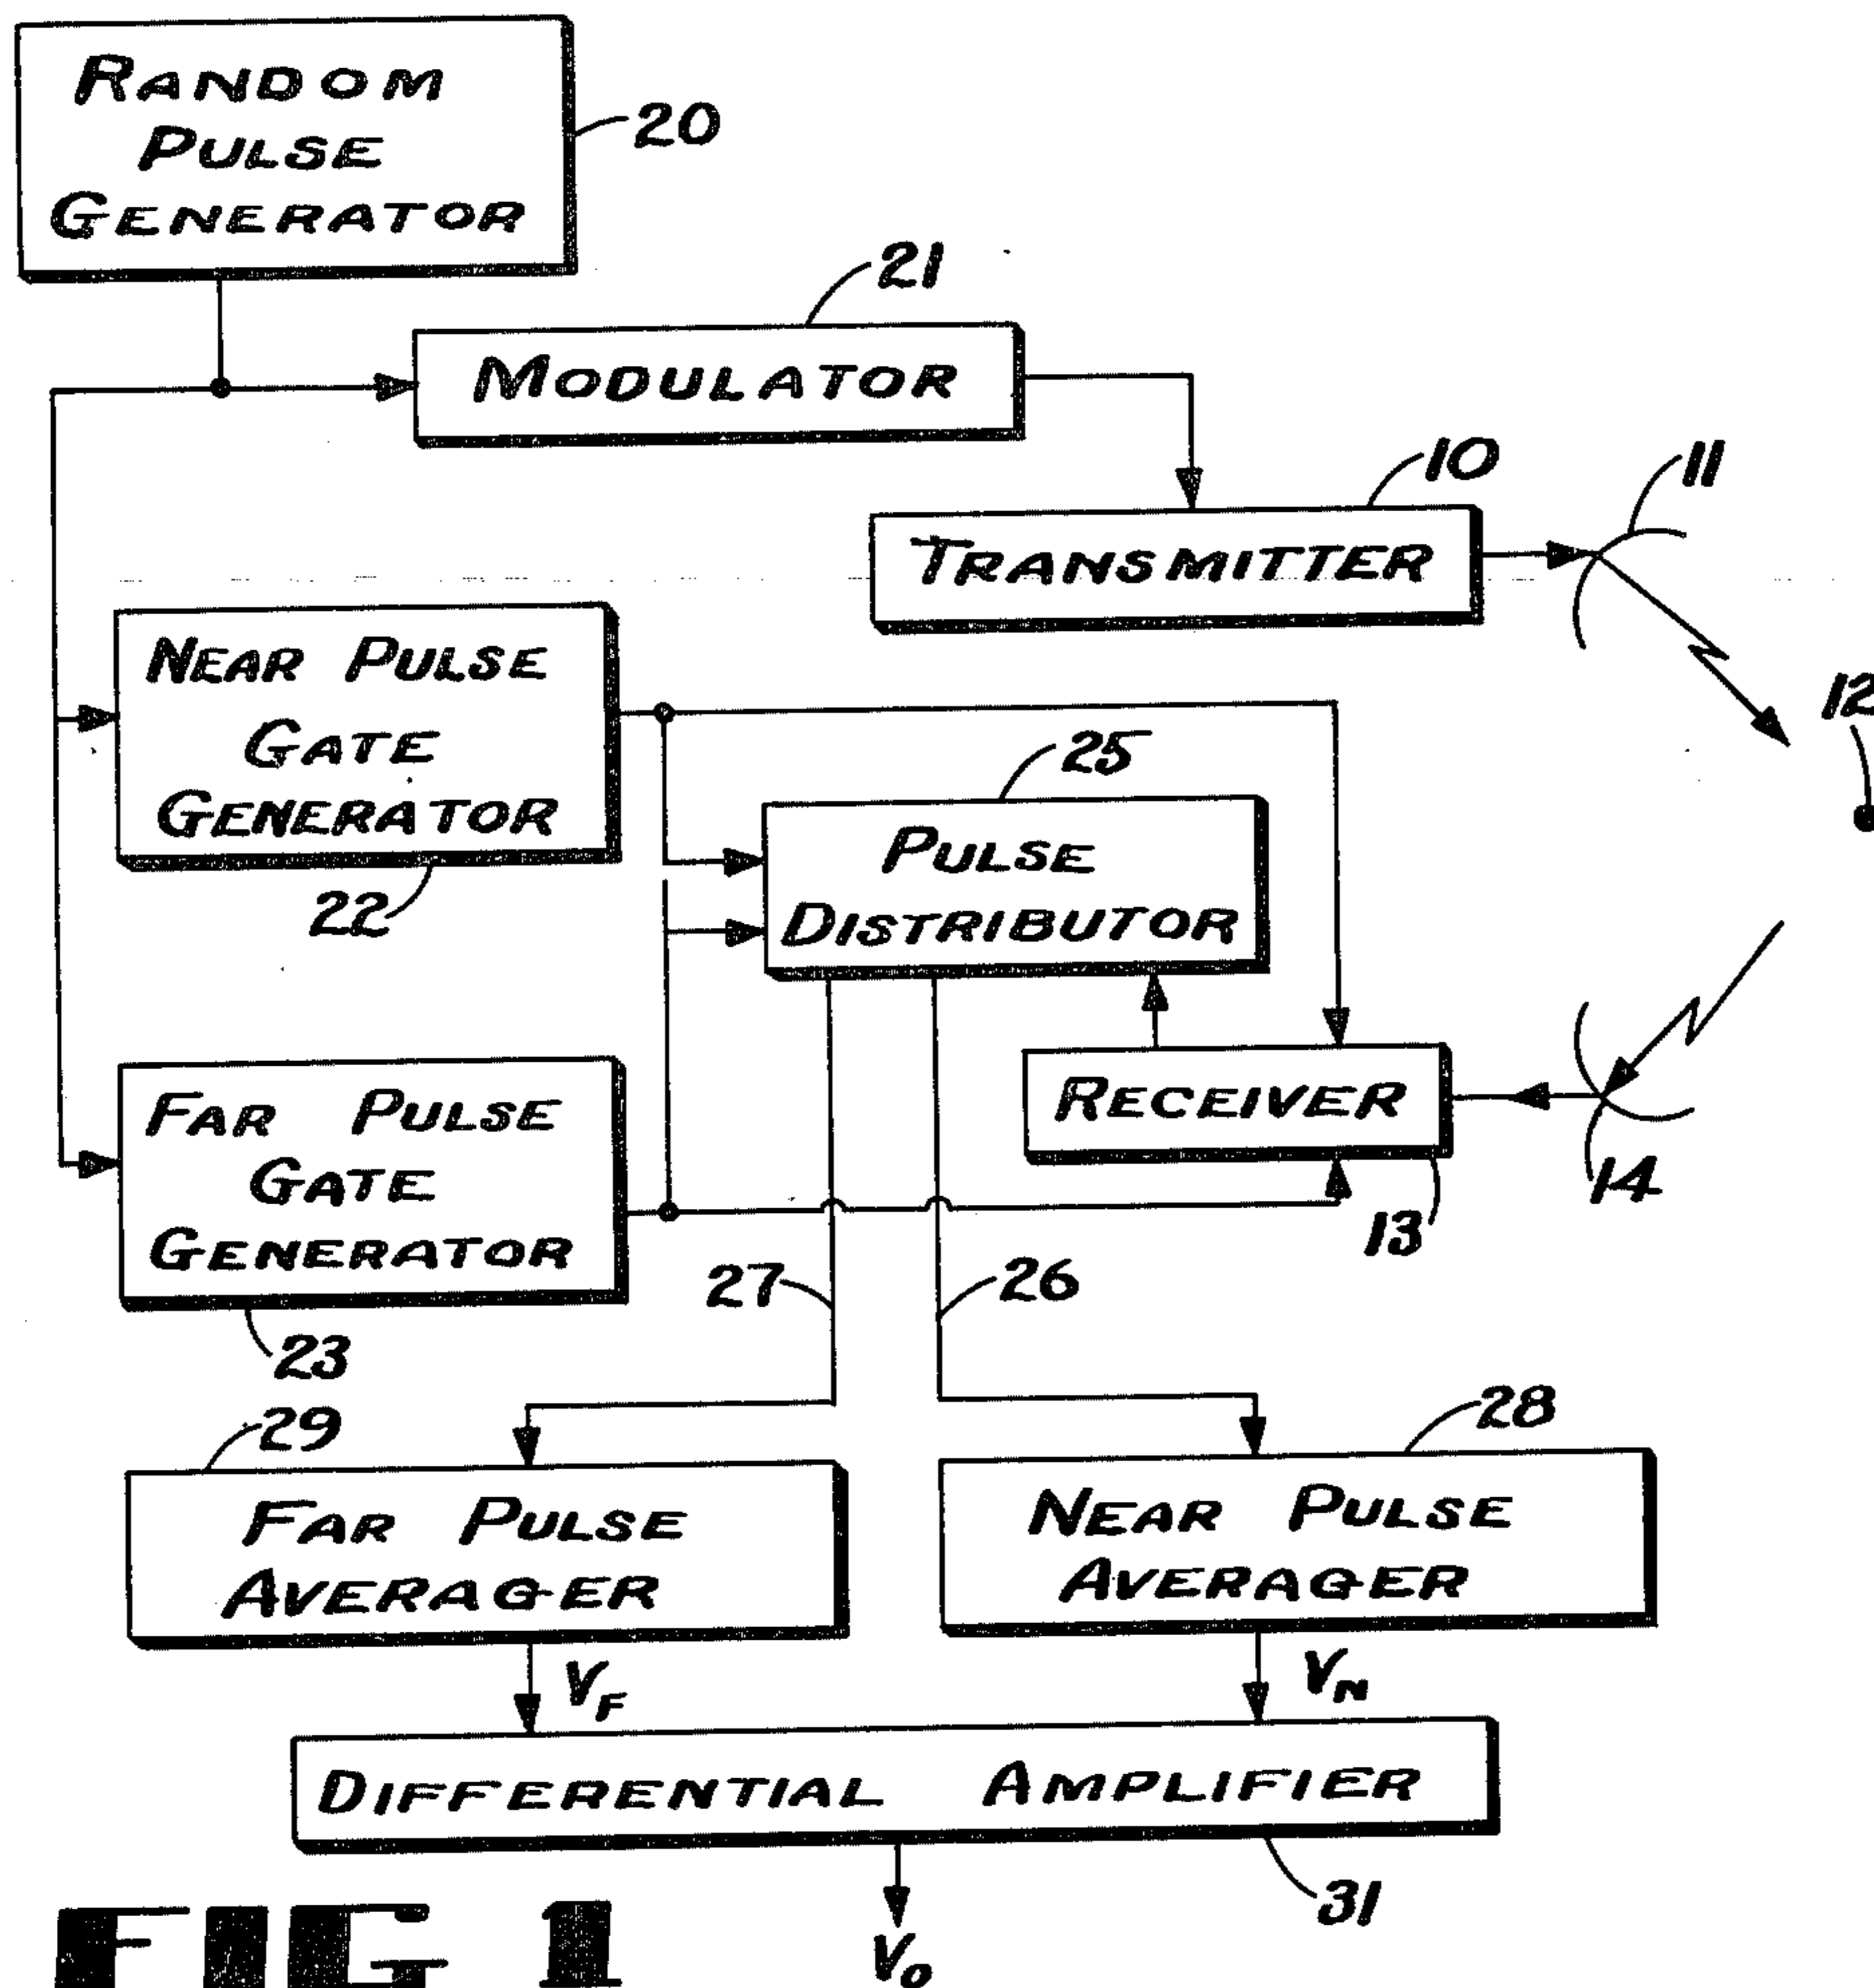 RANDOM
PULSE
GENERATOR
20
21
MODULATOR
10
11
TRANSMITTER
12
NEAR PULSE
GATE
GENERATOR
22
25
PULSE
DISTRIBUTOR
RECEIVER
13
14
FAR PULSE
GATE
GENERATOR
23
27
26
29
FAR PULSE
AVERAGER
28
NEAR PULSE
AVERAGER
VF
VN
DIFFERENTIAL AMPLIFIER
31
VO
FIG 1